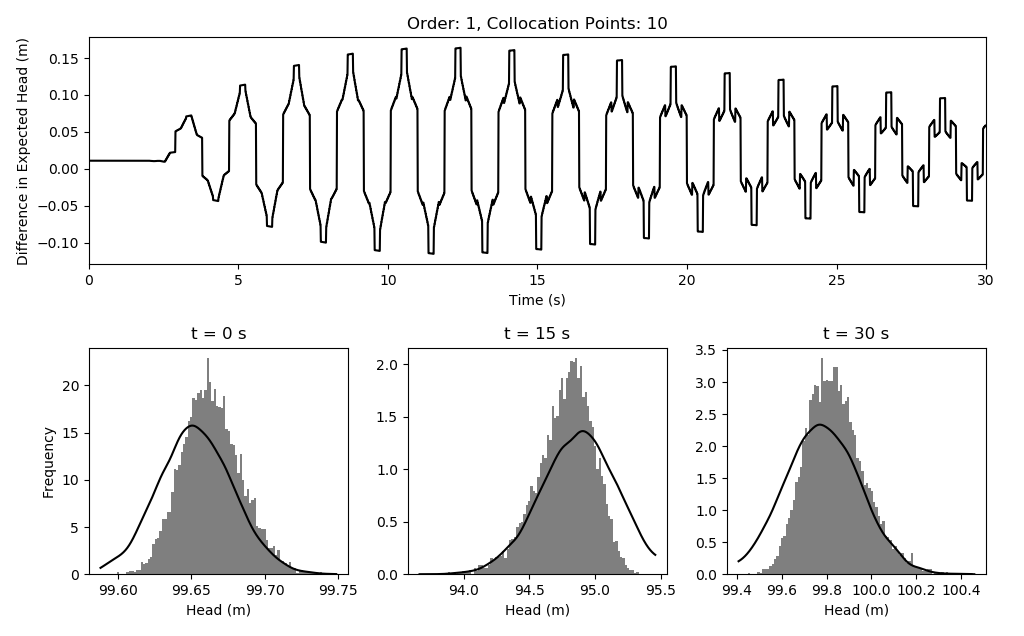 Order: 1, Collocation Points: 10
Difference in Expected Head (m)
0.15
0.10
0.05
0.00
−0.05
−0.10
0 5 10 15 20 25 30
Time (s)
t = 0 s
Frequency
20
15
10
5
0
99.60 99.65 99.70 99.75
Head (m)
t = 15 s
2.0
1.5
1.0
0.5
0.0
94.0 94.5 95.0 95.5
Head (m)
t = 30 s
3.5
3.0
2.5
2.0
1.5
1.0
0.5
0.0
99.4 99.6 99.8 100.0 100.2 100.4
Head (m)